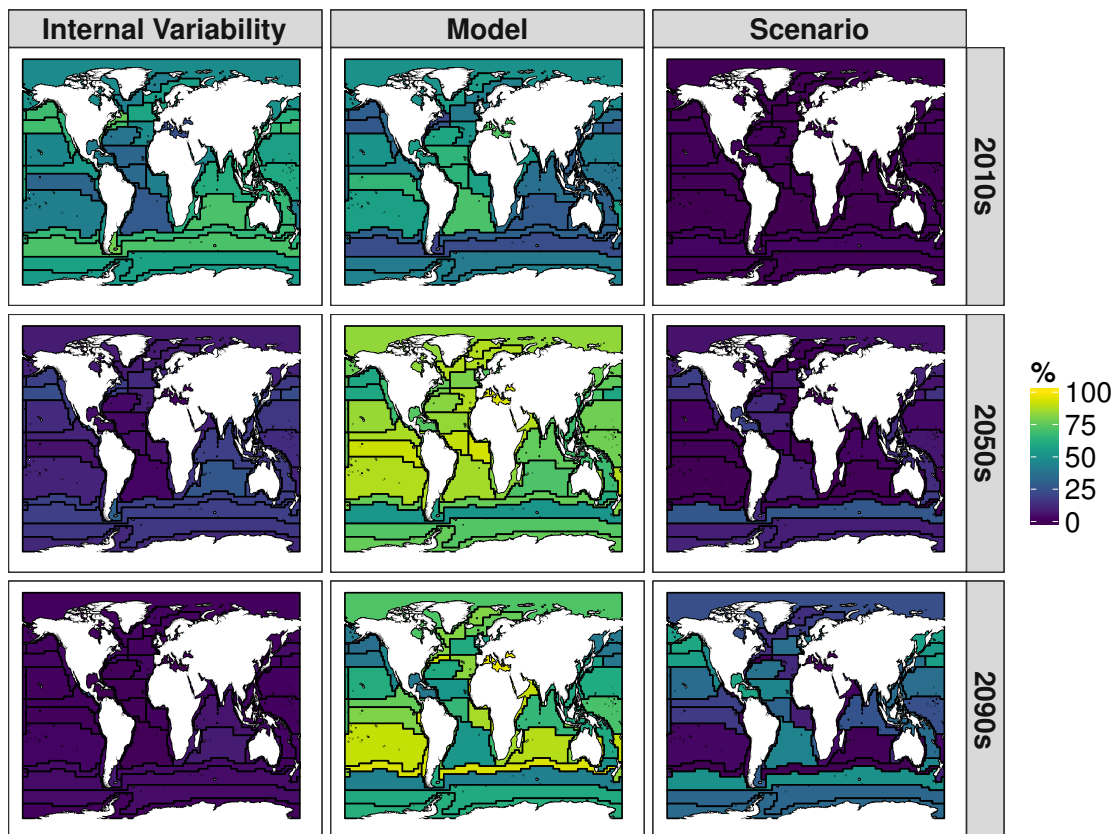 Internal Variability
Model
Scenario
2010s
2050s
2090s
%
100
75
50
25
0